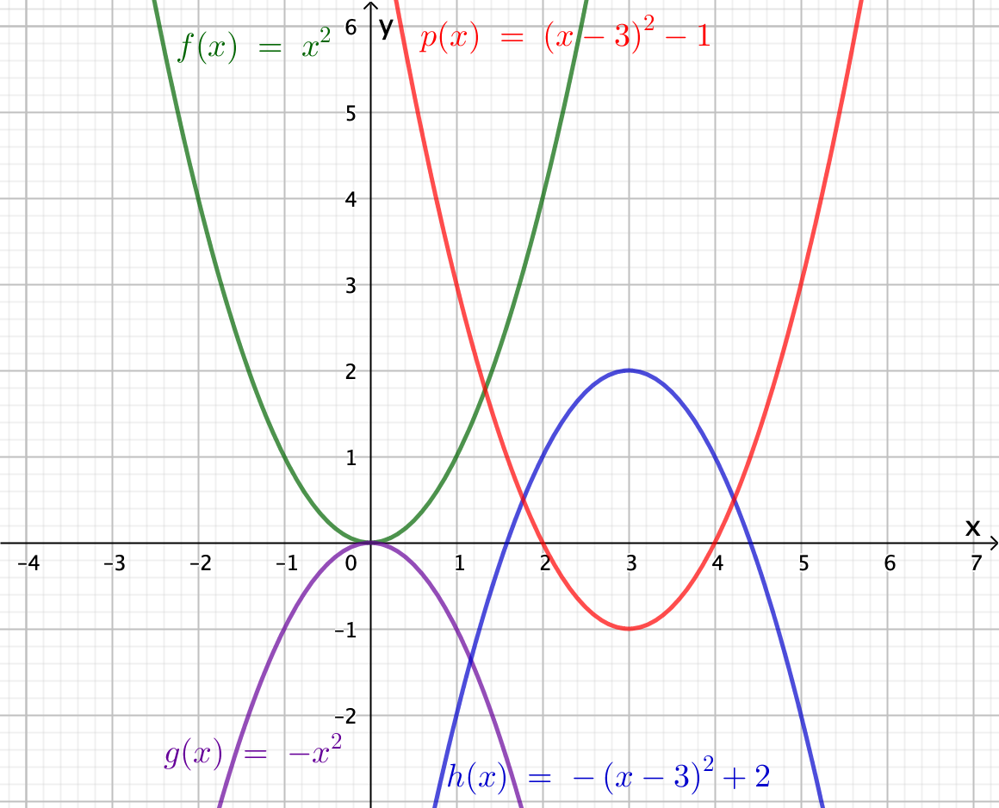 6 y
f(x) = x²
p(x) = (x − 3)² − 1
5
4
3
2
1
x
−4 −3 −2 −1 0 1 2 3 4 5 6 7
−1
−2
g(x) = −x²
h(x) = −(x − 3)² + 2